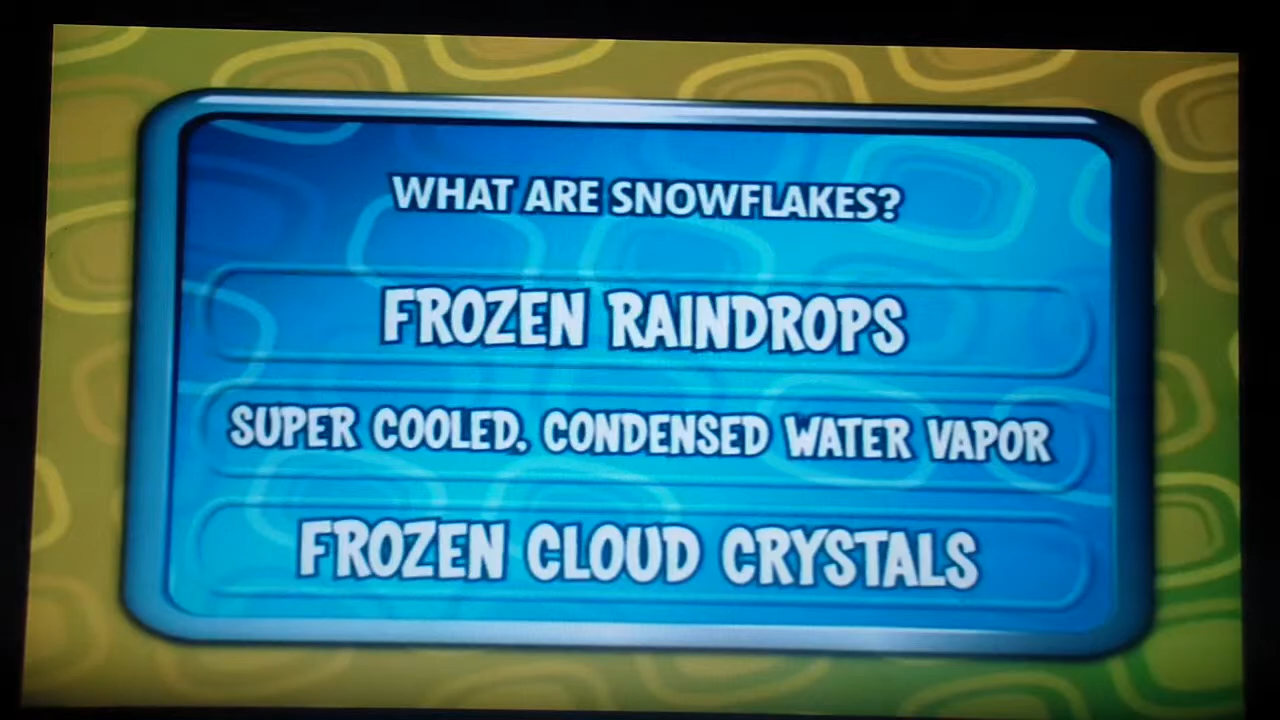 WHAT ARE SNOWFLAKES?
FROZEN RAINDROPS
SUPER COOLED, CONDENSED WATER VAPOR
FROZEN CLOUD CRYSTALS